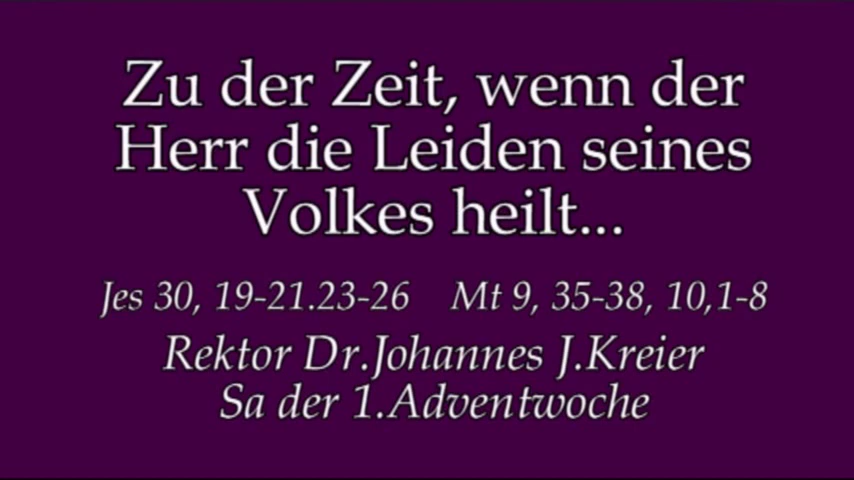 Zu der Zeit, wenn der
Herr die Leiden seines
Volkes heilt...
Jes 30, 19-21.23-26 Mt 9, 35-38, 10,1-8
Rektor Dr.Johannes J.Kreier
Sa der 1.Adventwoche